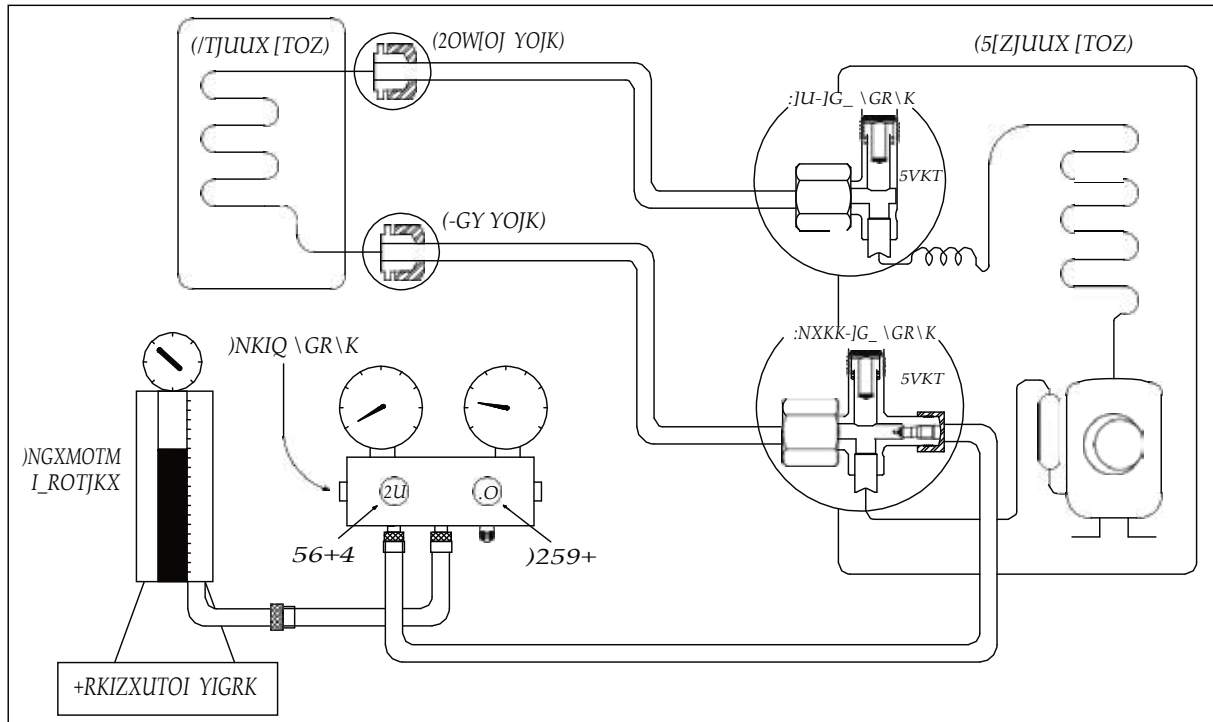 (/TJUUX [TOZ)
(2OW[OJ YOJK)
(5[ZJUUX [TOZ)
:]U-]G_ \GR\K
5VKT
(-GY YOJK)
:NXKK-]G_ \GR\K
5VKT
)NKIQ \GR\K
)NGXMOTM
I_ROTJKX
2U
.O
56+4
)259+
+RKIZXUTOI YIGRK